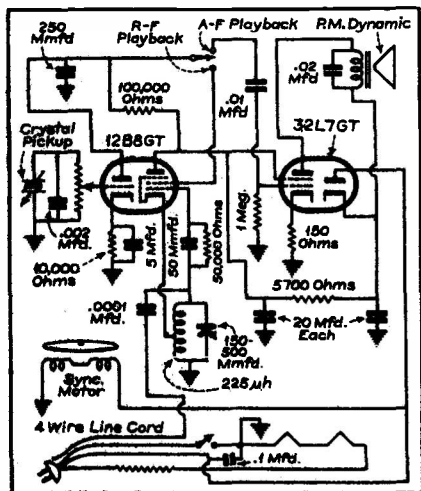 250
Mmfd
R-F
Playback
A-F Playback
P.M. Dynamic
.02
Mfd
100,000
Ohms
.01
Mfd
Crystal
Pickup
12B8GT
32L7GT
.002
Mfd.
10,000
Ohms
5 Mfd.
50 Mmfd.
50,000 Ohms
1 Meg.
150
Ohms
.0001
Mfd.
5700 Ohms
20 Mfd.
Each
150-
500
Mmfd.
225μh
Sync.
Motor
4 Wire Line Cord
.1 Mfd.